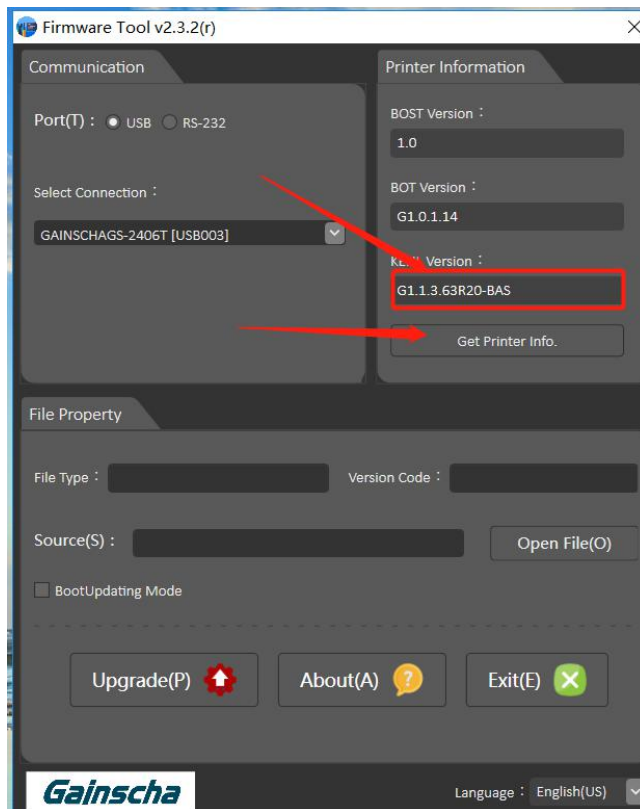 Firmware Tool v2.3.2(r)
Communication
Port(T) : USB RS-232
Select Connection :
GAINSCHAGS-2406T [USB003]
Printer Information
BOST Version :
1.0
BOT Version :
G1.0.1.14
Version :
G1.1.3.63R20-BAS
Get Printer Info.
File Property
File Type : Version Code :
Source(S) : Open File(O)
BootUpdating Mode
Upgrade(P) About(A) Exit(E)
Gainscha
Language : English(US)